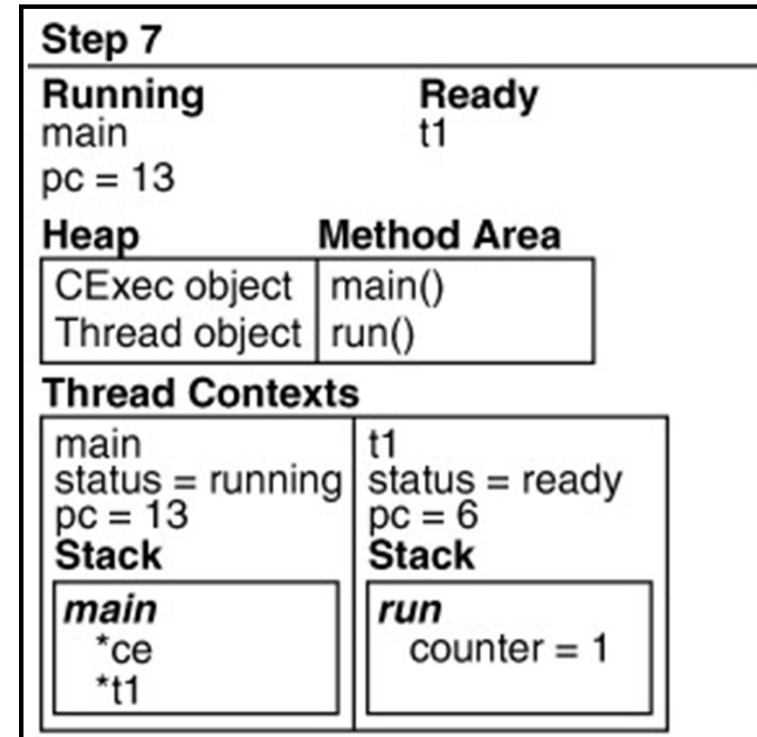 Step 7
Running Ready
main t1
pc = 13
Heap Method Area
CExec object main()
Thread object run()
Thread Contexts
main t1
status = running status = ready
pc = 13 pc = 6
Stack Stack
main run
*ce counter = 1
*t1